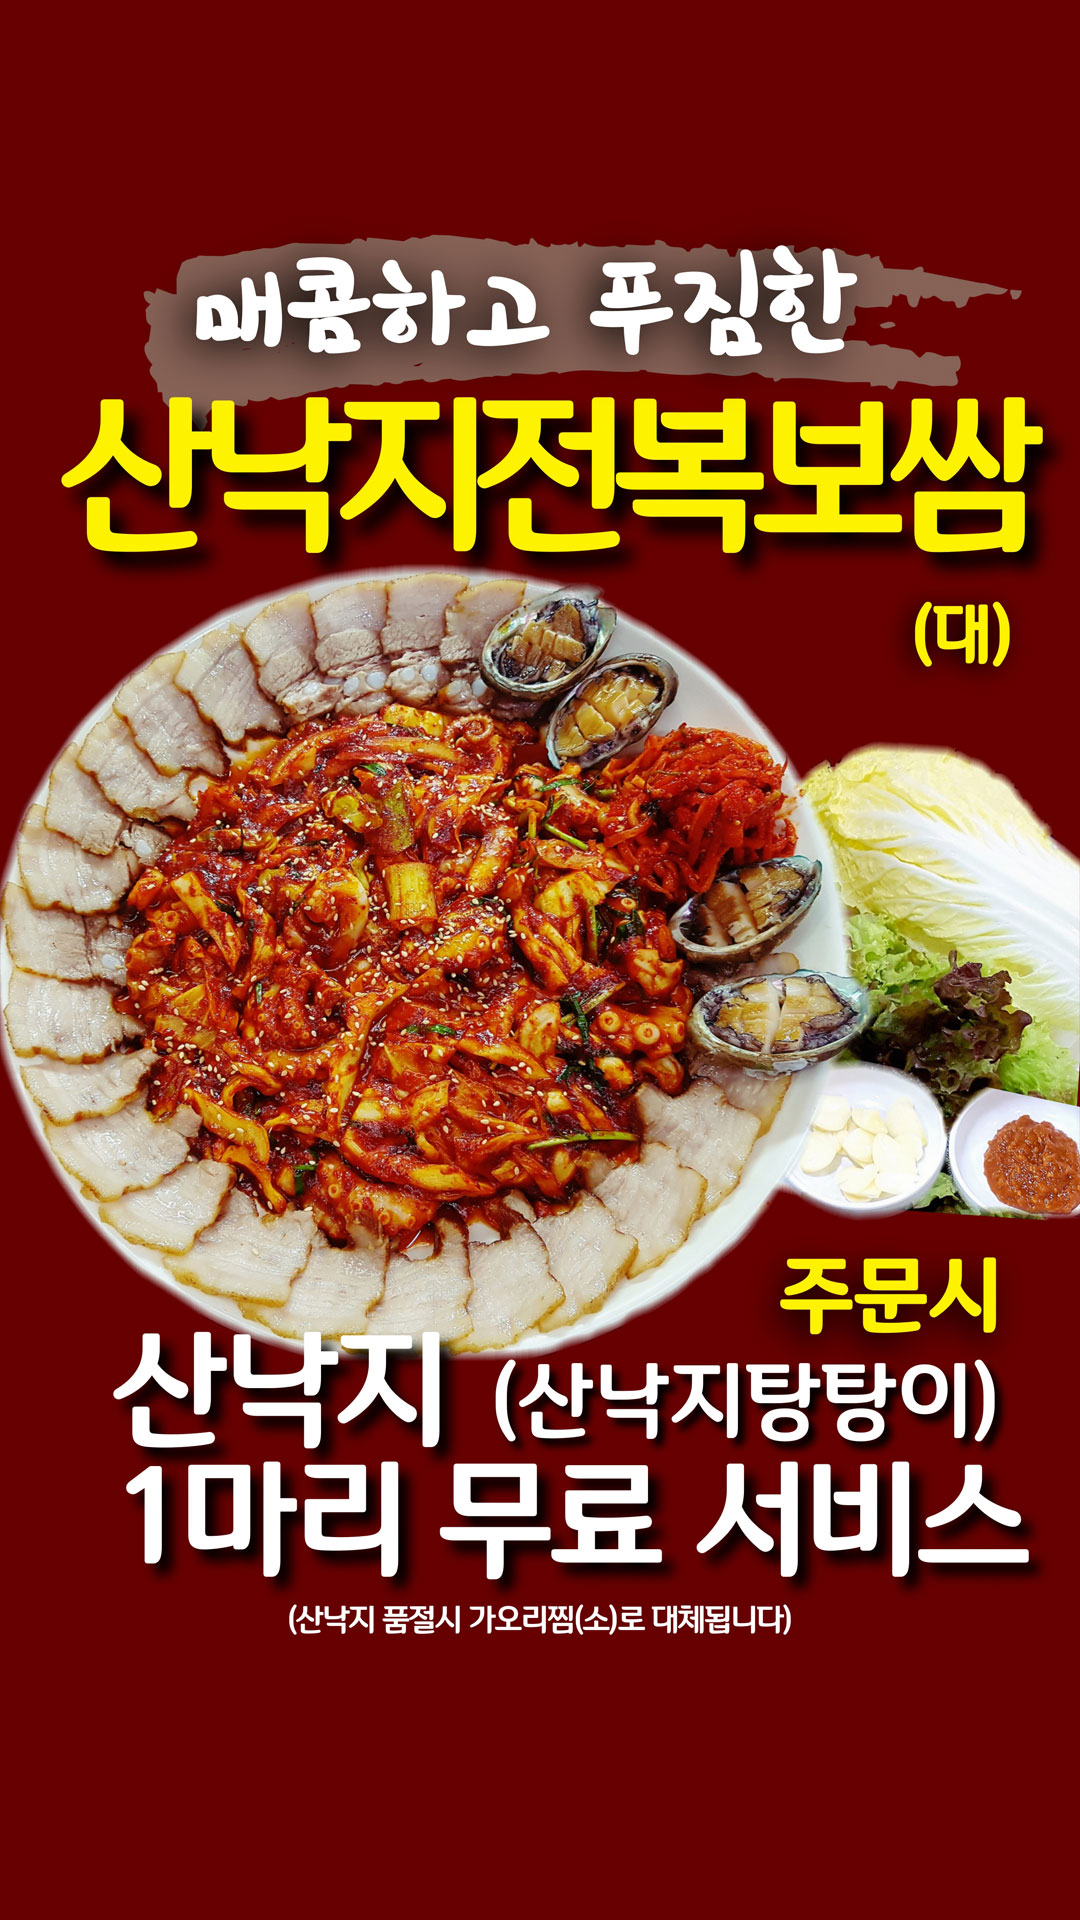 매콤하고 푸짐한
산낙지전복보쌈
(대)
주문시
산낙지 (산낙지탕탕이)
1마리 무료 서비스
(산낙지 품절시 가오리찜(소)로 대체됩니다)